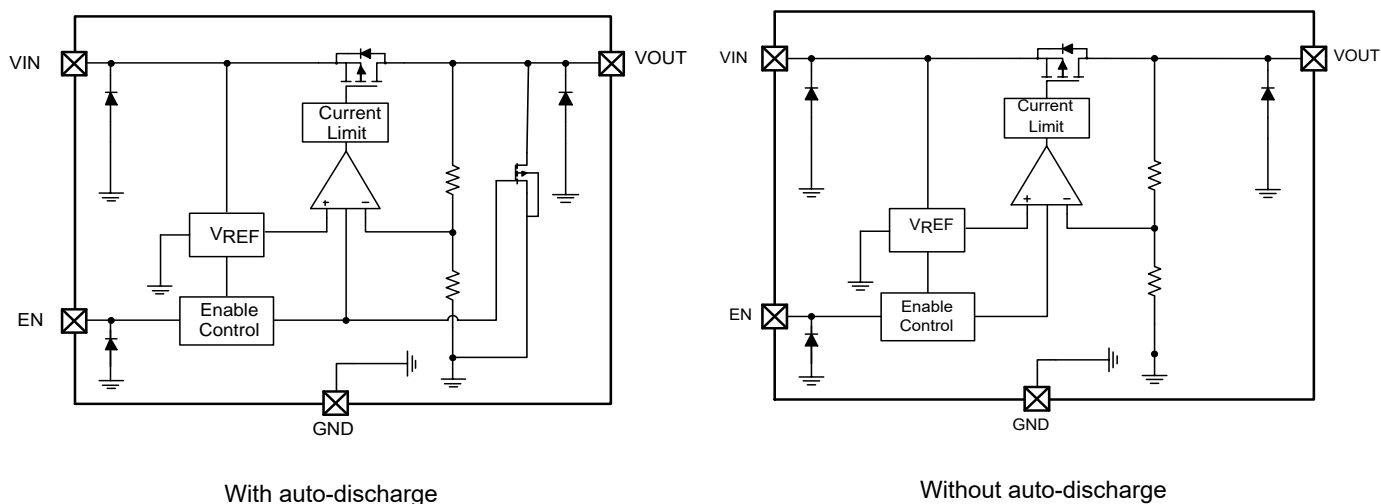 VIN
VOUT
Current
Limit
+ −
VREF
EN
Enable
Control
GND
With auto-discharge
VIN
VOUT
Current
Limit
+ −
VREF
EN
Enable
Control
GND
Without auto-discharge